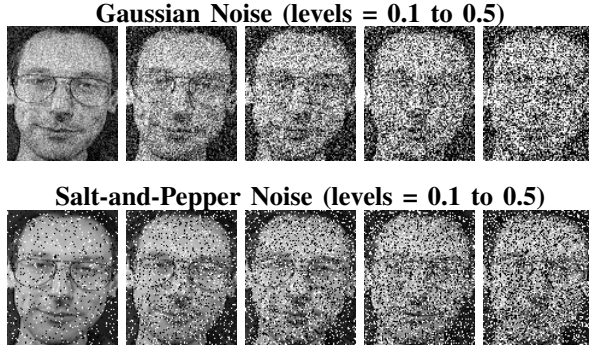 Gaussian Noise (levels = 0.1 to 0.5)
Salt-and-Pepper Noise (levels = 0.1 to 0.5)